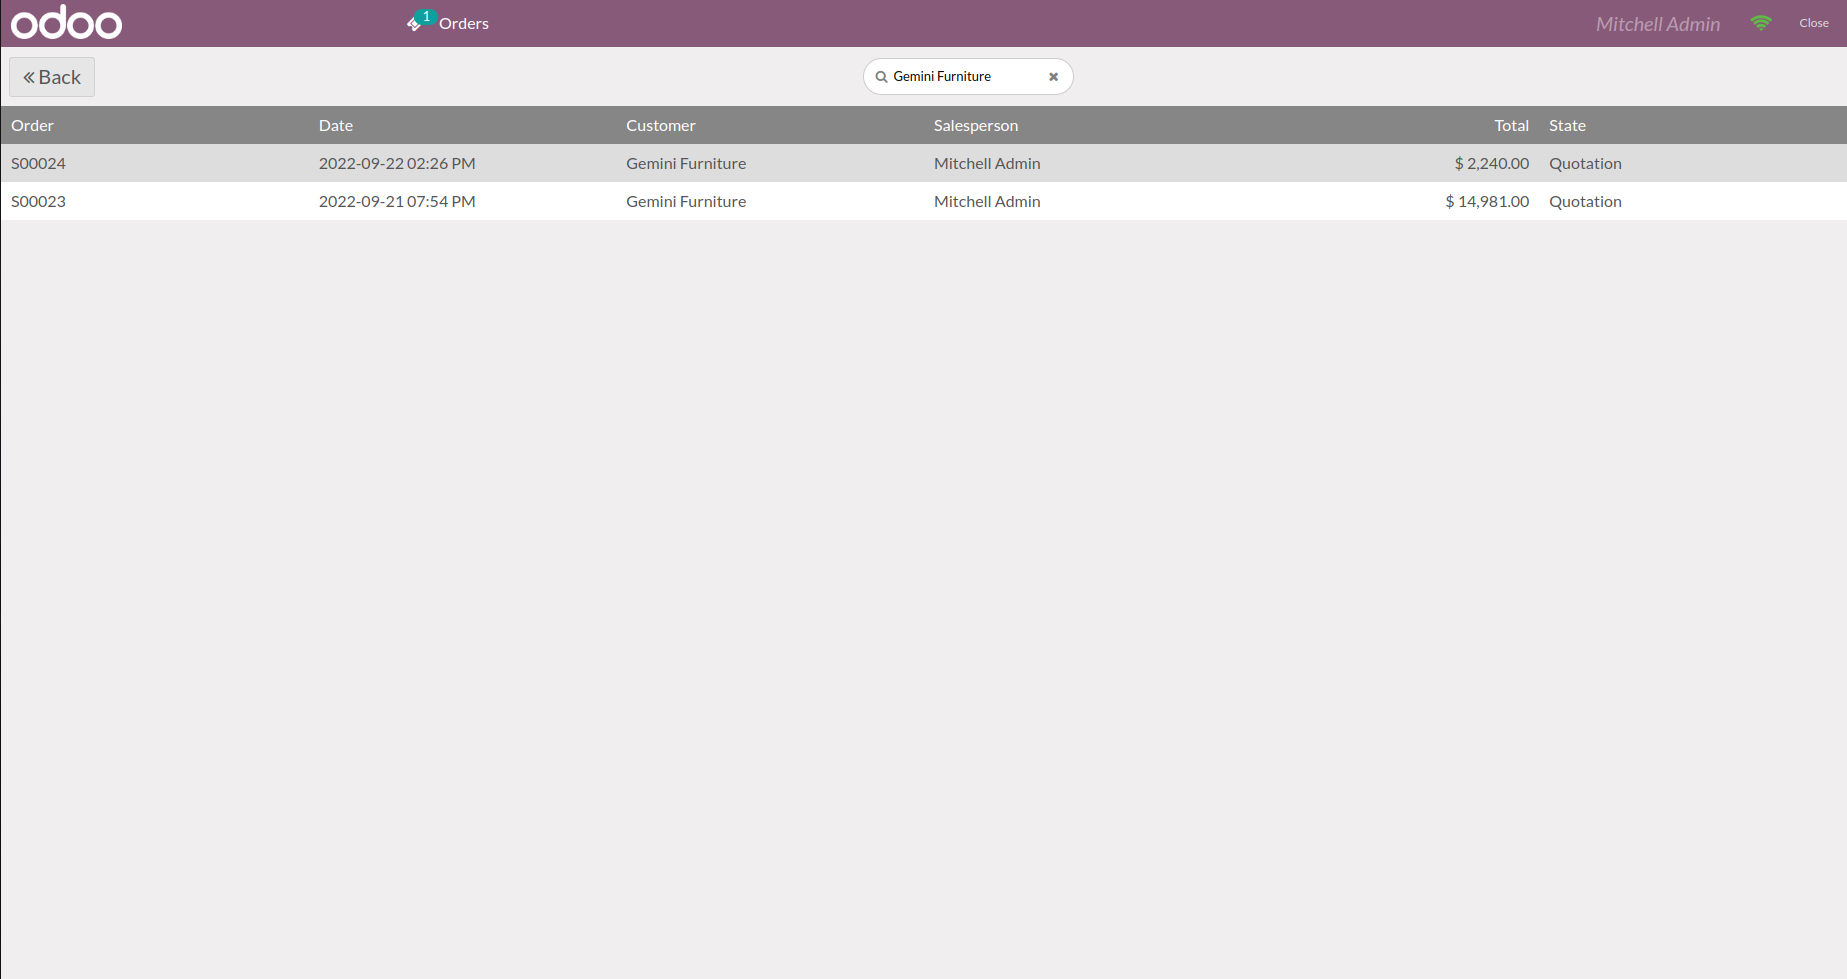 odoo 1 Orders Mitchell Admin Close
« Back Gemini Furniture
Order Date Customer Salesperson Total State
S00024 2022-09-22 02:26 PM Gemini Furniture Mitchell Admin $ 2,240.00 Quotation
S00023 2022-09-21 07:54 PM Gemini Furniture Mitchell Admin $ 14,981.00 Quotation